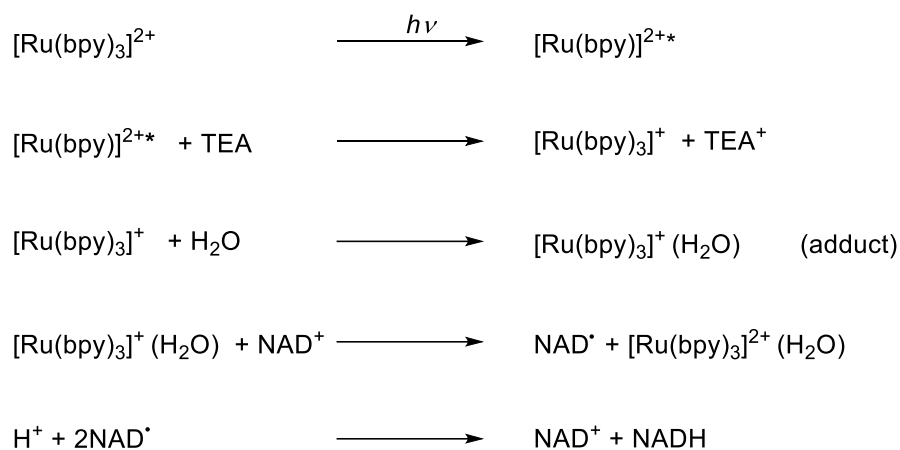 hν
[Ru(bpy)₃]²⁺ ⟶ [Ru(bpy)]²⁺*
[Ru(bpy)]²⁺* + TEA ⟶ [Ru(bpy)₃]⁺ + TEA⁺
[Ru(bpy)₃]⁺ + H₂O ⟶ [Ru(bpy)₃]⁺ (H₂O) (adduct)
[Ru(bpy)₃]⁺ (H₂O) + NAD⁺ ⟶ NAD• + [Ru(bpy)₃]²⁺ (H₂O)
H⁺ + 2NAD• ⟶ NAD⁺ + NADH